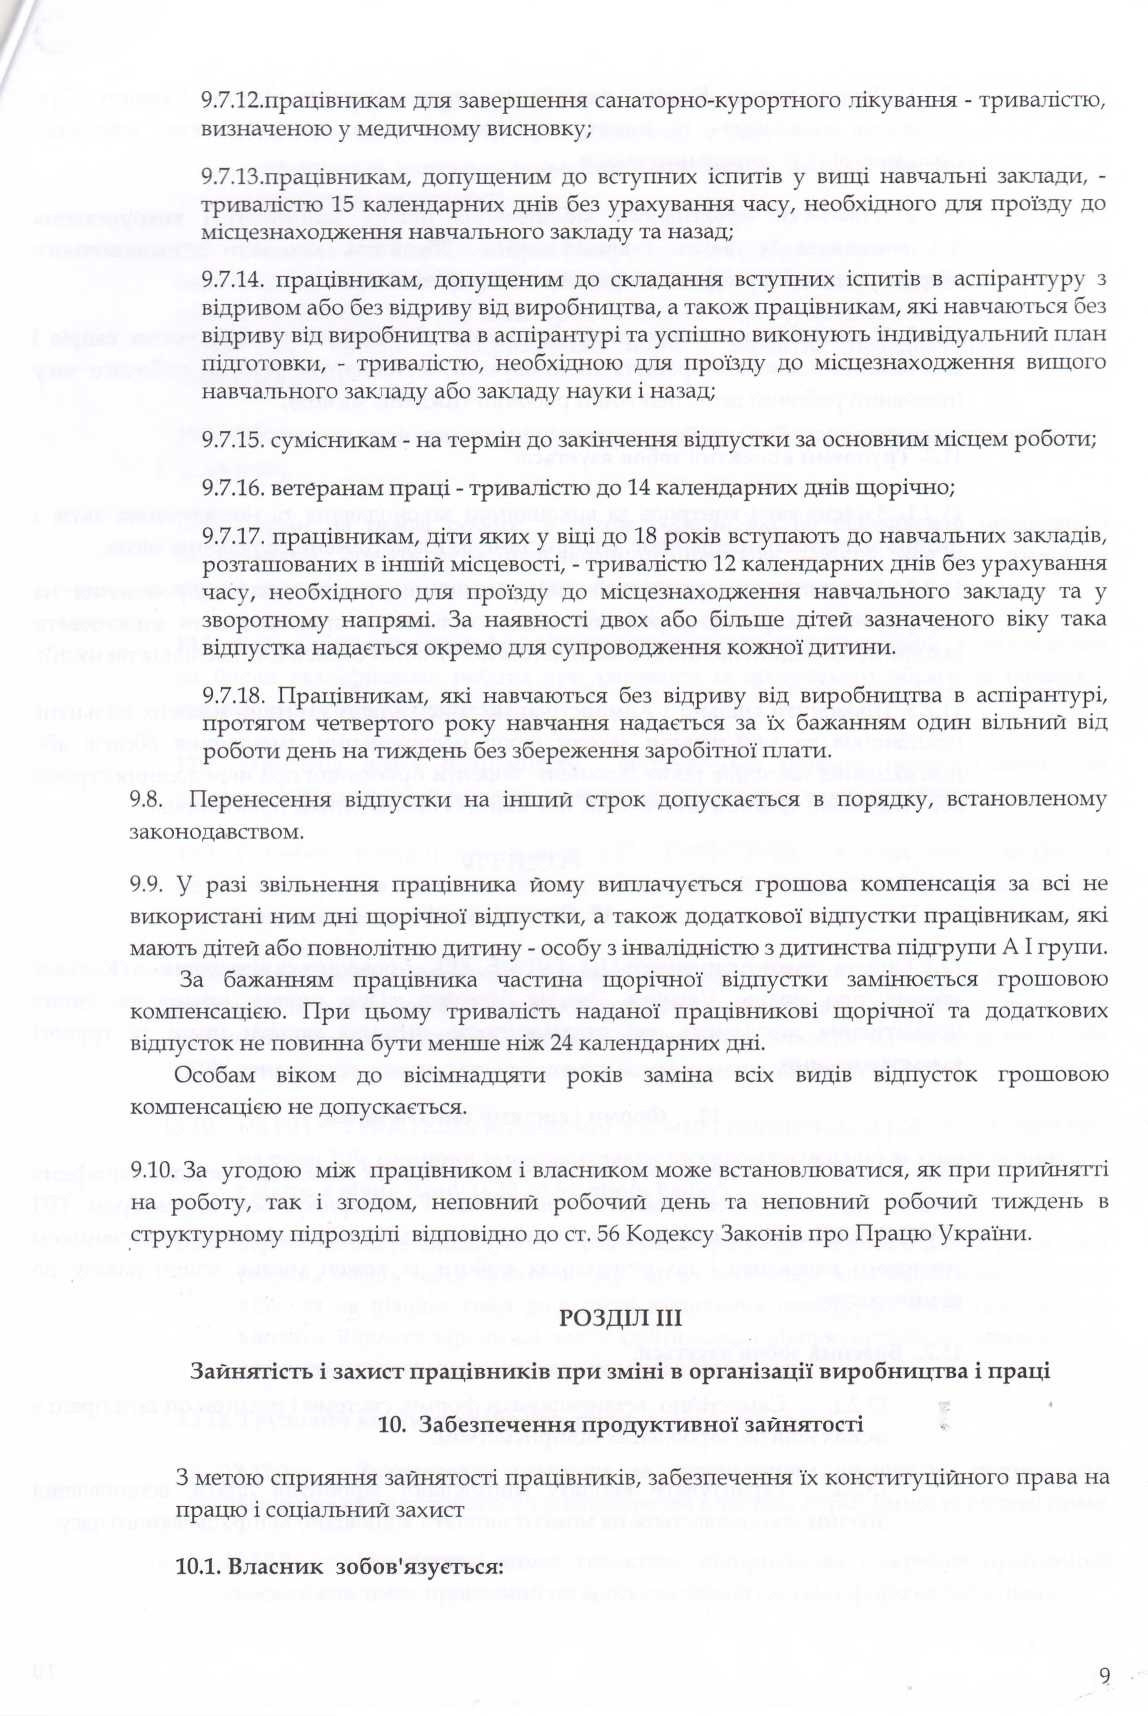 9.7.12.працівникам для завершення санаторно-курортного лікування - тривалістю,
визначеною у медичному висновку;
9.7.13.працівникам, допущеним до вступних іспитів у вищі навчальні заклади, -
тривалістю 15 календарних днів без урахування часу, необхідного для проїзду до
місцезнаходження навчального закладу та назад;
9.7.14. працівникам, допущеним до складання вступних іспитів в аспірантуру з
відривом або без відриву від виробництва, а також працівникам, які навчаються без
відриву від виробництва в аспірантурі та успішно виконують індивідуальний план
підготовки, - тривалістю, необхідною для проїзду до місцезнаходження вищого
навчального закладу або закладу науки і назад;
9.7.15. сумісникам - на термін до закінчення відпустки за основним місцем роботи;
9.7.16. ветеранам праці - тривалістю до 14 календарних днів щорічно;
9.7.17. працівникам, діти яких у віці до 18 років вступають до навчальних закладів,
розташованих в іншій місцевості, - тривалістю 12 календарних днів без урахування
часу, необхідного для проїзду до місцезнаходження навчального закладу та у
зворотному напрямі. За наявності двох або більше дітей зазначеного віку така
відпустка надається окремо для супроводження кожної дитини.
9.7.18. Працівникам, які навчаються без відриву від виробництва в аспірантурі,
протягом четвертого року навчання надається за їх бажанням один вільний від
роботи день на тиждень без збереження заробітної плати.
9.8. Перенесення відпустки на інший строк допускається в порядку, встановленому
законодавством.
9.9. У разі звільнення працівника йому виплачується грошова компенсація за всі не
використані ним дні щорічної відпустки, а також додаткової відпустки працівникам, які
мають дітей або повнолітню дитину - особу з інвалідністю з дитинства підгрупи А І групи.
За бажанням працівника частина щорічної відпустки замінюється грошовою
компенсацією. При цьому тривалість наданої працівникові щорічної та додаткових
відпусток не повинна бути менше ніж 24 календарних дні.
Особам віком до вісімнадцяти років заміна всіх видів відпусток грошовою
компенсацією не допускається.
9.10. За угодою між працівником і власником може встановлюватися, як при прийнятті
на роботу, так і згодом, неповний робочий день та неповний робочий тиждень в
структурному підрозділі відповідно до ст. 56 Кодексу Законів про Працю України.
РОЗДІЛ ІІІ
Зайнятість і захист працівників при зміні в організації виробництва і праці
10. Забезпечення продуктивної зайнятості
З метою сприяння зайнятості працівників, забезпечення їх конституційного права на
працю і соціальний захист
10.1. Власник зобов'язується:
9